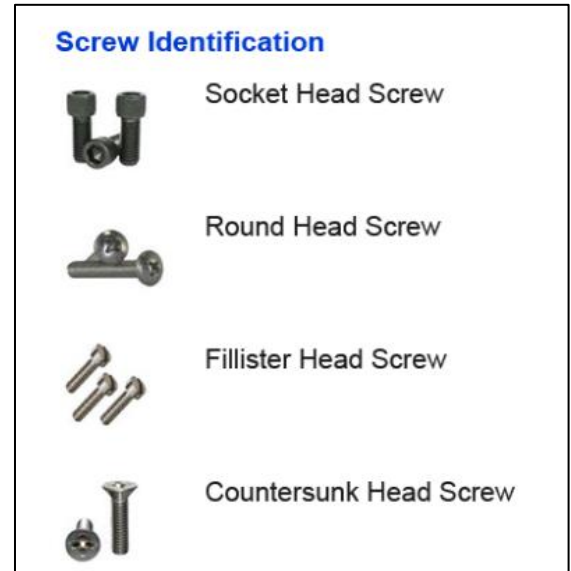 Screw Identification
Socket Head Screw
Round Head Screw
Fillister Head Screw
Countersunk Head Screw